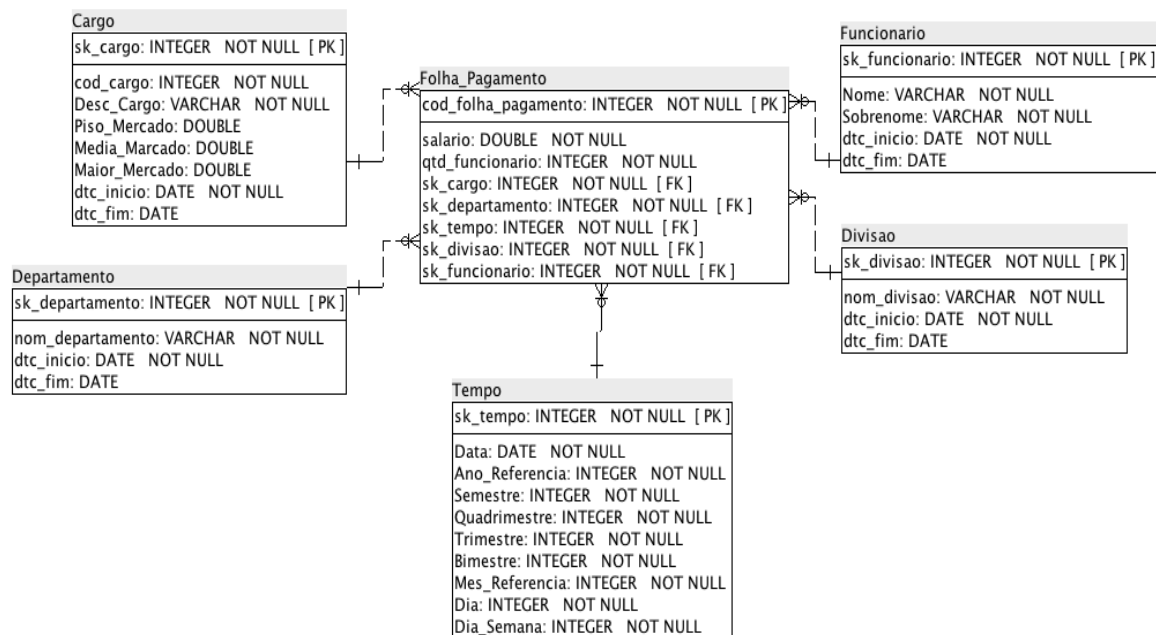 Cargo
sk_cargo: INTEGER NOT NULL [ PK ]
cod_cargo: INTEGER NOT NULL
Desc_Cargo: VARCHAR NOT NULL
Piso_Mercado: DOUBLE
Media_Marcado: DOUBLE
Maior_Mercado: DOUBLE
dtc_inicio: DATE NOT NULL
dtc_fim: DATE
Folha_Pagamento
cod_folha_pagamento: INTEGER NOT NULL [ PK ]
salario: DOUBLE NOT NULL
qtd_funcionario: INTEGER NOT NULL
sk_cargo: INTEGER NOT NULL [ FK ]
sk_departamento: INTEGER NOT NULL [ FK ]
sk_tempo: INTEGER NOT NULL [ FK ]
sk_divisao: INTEGER NOT NULL [ FK ]
sk_funcionario: INTEGER NOT NULL [ FK ]
Funcionario
sk_funcionario: INTEGER NOT NULL [ PK ]
Nome: VARCHAR NOT NULL
Sobrenome: VARCHAR NOT NULL
dtc_inicio: DATE NOT NULL
dtc_fim: DATE
Departamento
sk_departamento: INTEGER NOT NULL [ PK ]
nom_departamento: VARCHAR NOT NULL
dtc_inicio: DATE NOT NULL
dtc_fim: DATE
Divisao
sk_divisao: INTEGER NOT NULL [ PK ]
nom_divisao: VARCHAR NOT NULL
dtc_inicio: DATE NOT NULL
dtc_fim: DATE
Tempo
sk_tempo: INTEGER NOT NULL [ PK ]
Data: DATE NOT NULL
Ano_Referencia: INTEGER NOT NULL
Semestre: INTEGER NOT NULL
Quadrimestre: INTEGER NOT NULL
Trimestre: INTEGER NOT NULL
Bimestre: INTEGER NOT NULL
Mes_Referencia: INTEGER NOT NULL
Dia: INTEGER NOT NULL
Dia_Semana: INTEGER NOT NULL